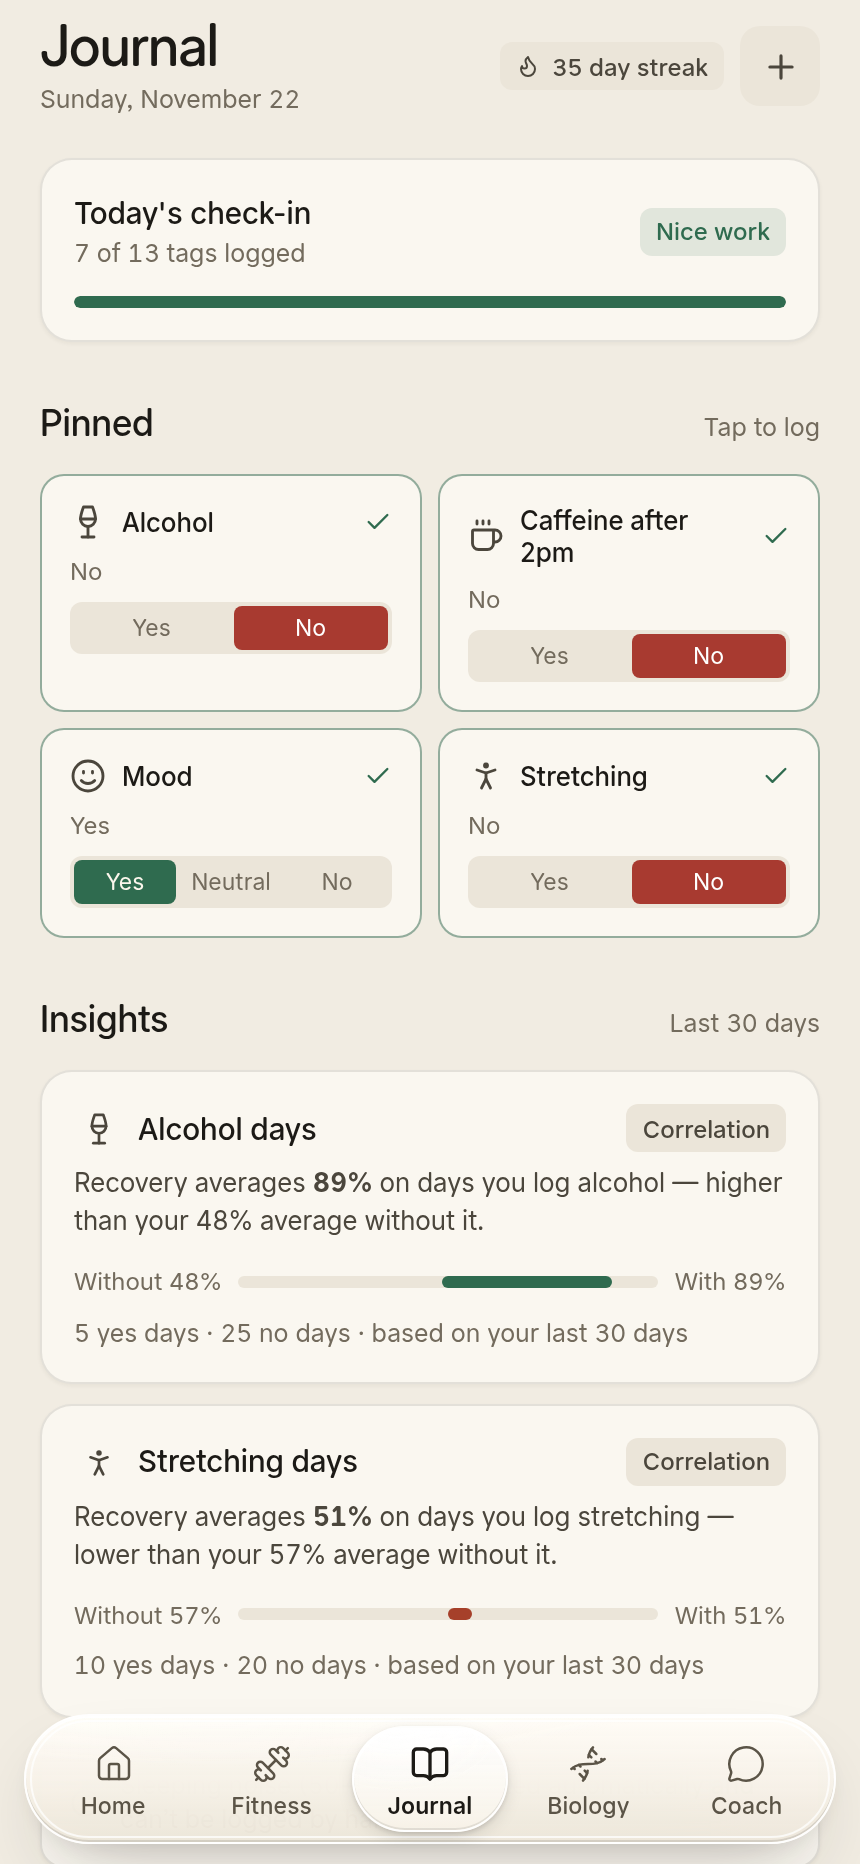 Journal
Sunday, November 22
35 day streak
Today's check-in
7 of 13 tags logged
Nice work
Pinned
Tap to log
Alcohol
No
Yes No
Caffeine after
2pm
No
Yes No
Mood
Yes
Yes Neutral No
Stretching
No
Yes No
Insights
Last 30 days
Alcohol days
Correlation
Recovery averages 89% on days you log alcohol — higher
than your 48% average without it.
Without 48% With 89%
5 yes days · 25 no days · based on your last 30 days
Stretching days
Correlation
Recovery averages 51% on days you log stretching —
lower than your 57% average without it.
Without 57% With 51%
10 yes days · 20 no days · based on your last 30 days
Home Fitness Journal Biology Coach